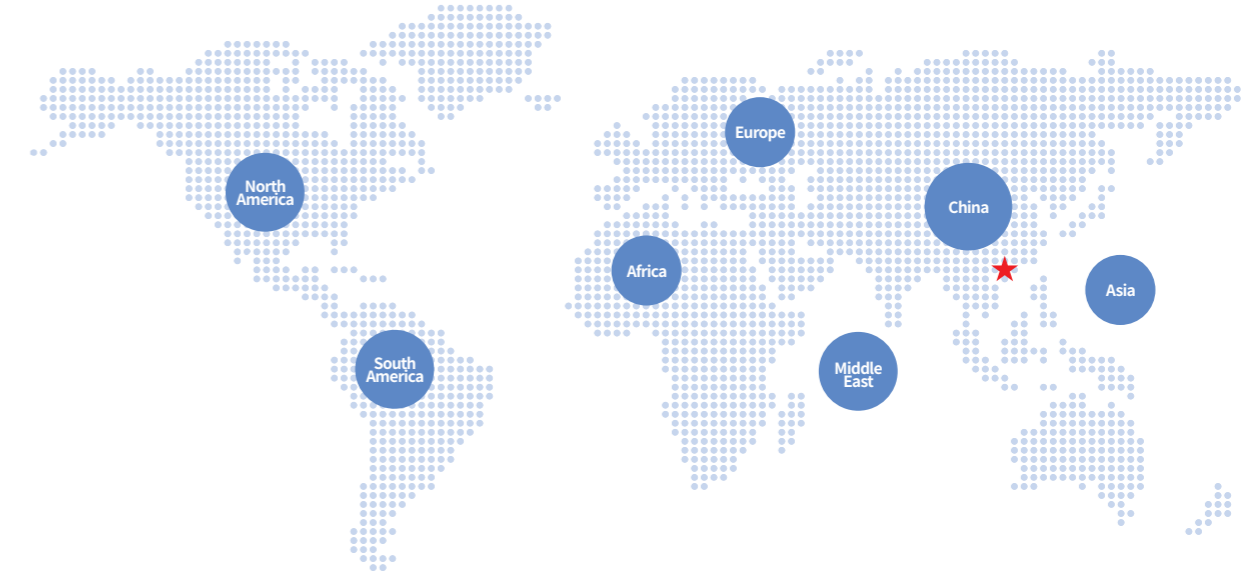 Europe
North
America
China
Africa
Asia
South
America
Middle
East